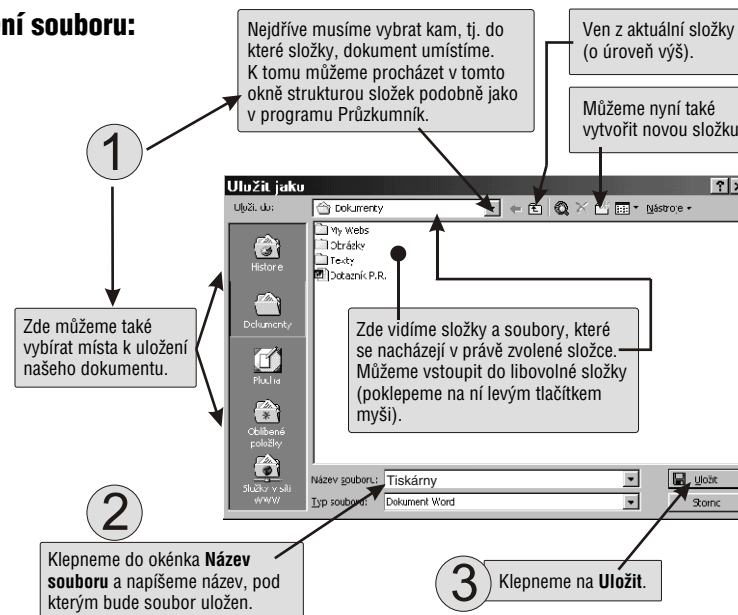 ní souboru:
Nejdříve musíme vybrat kam, tj. do
které složky, dokument umístíme.
K tomu můžeme procházet v tomto
okně strukturou složek podobně jako
v programu Průzkumník.
Ven z aktuální složky
(o úroveň výš).
Můžeme nyní také
vytvořit novou složku
1
Uložit jako
Uložit do:
Dokumenty
Nástroje
My Webs
Obrázky
Texty
Dotazník P.R.
Historie
Dokumenty
Plocha
Oblíbené
položky
Složky v síti
WWW
Zde můžeme také
vybírat místa k uložení
našeho dokumentu.
Zde vidíme složky a soubory, které
se nacházejí v právě zvolené složce.
Můžeme vstoupit do libovolné složky
(poklepeme na ní levým tlačítkem
myši).
Název souboru: Tiskárny
Uložit
Typ souboru: Dokument Word
Storno
2
Klepneme do okénka Název
souboru a napíšeme název, pod
kterým bude soubor uložen.
3
Klepneme na Uložit.